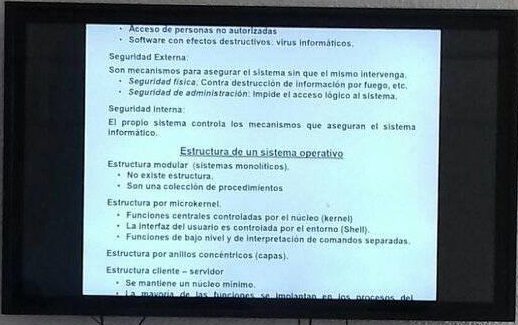 • Acceso de personas no autorizadas
• Software con efectos destructivos: virus informáticos.
Seguridad Externa:
Son mecanismos para asegurar el sistema sin que el mismo intervenga.
• Seguridad física. Contra destrucción de información por fuego, etc.
• Seguridad de administración: Impide el acceso lógico al sistema.
Seguridad Interna:
El propio sistema controla los mecanismos que aseguran el sistema
informático.
Estructura de un sistema operativo
Estructura modular (sistemas monolíticos).
• No existe estructura.
• Son una colección de procedimientos
Estructura por microkernel.
• Funciones centrales controladas por el núcleo (kernel)
• La interfaz del usuario es controlada por el entorno (Shell).
• Funciones de bajo nivel y de interpretación de comandos separadas.
Estructura por anillos concéntricos (capas).
Estructura cliente – servidor
• Se mantiene un núcleo mínimo.
• La mayoría de las funciones se implantan en los procesos del